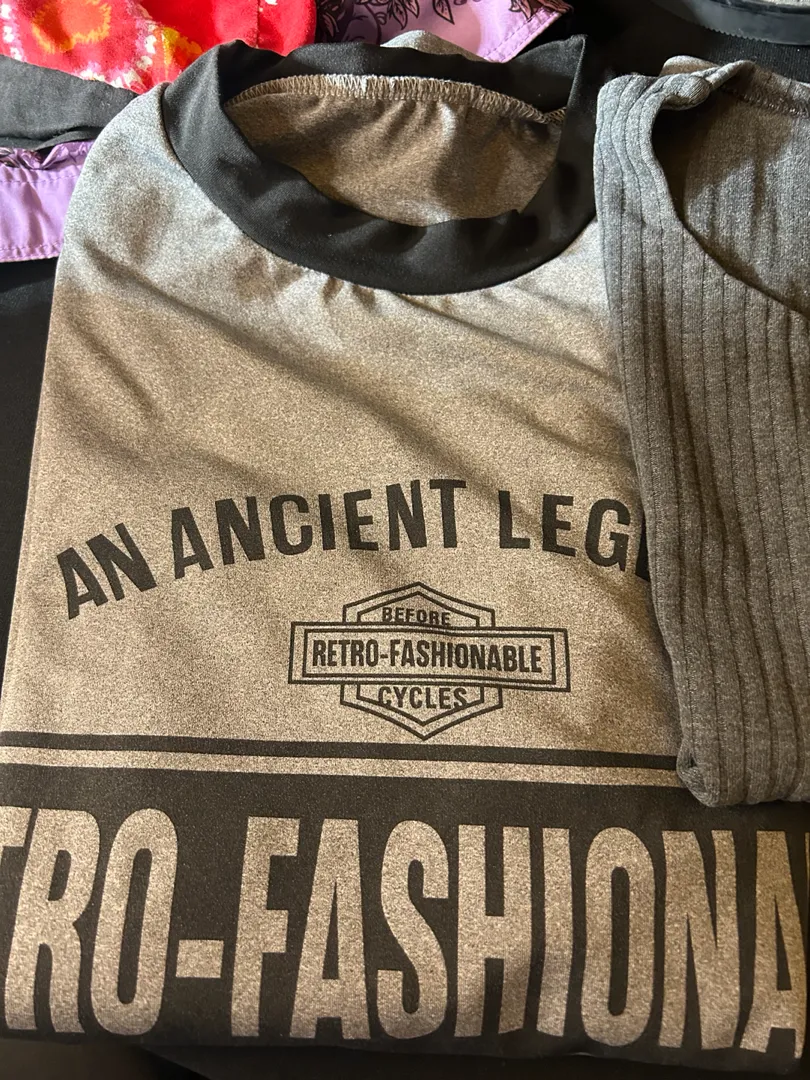 AN ANCIENT LEG
BEFORE
RETRO-FASHIONABLE
CYCLES
TRO-FASHIONA